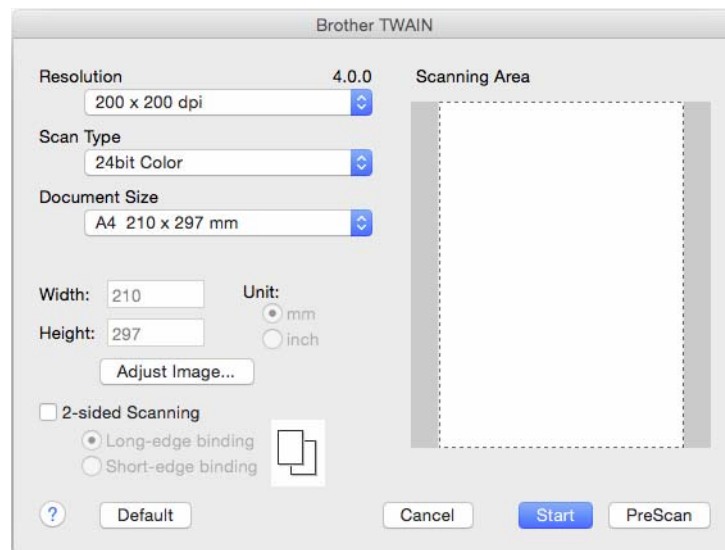 Brother TWAIN
Resolution 4.0.0
200 x 200 dpi
Scan Type
24bit Color
Document Size
A4 210 x 297 mm
Width: 210
Height: 297
Unit:
mm
inch
Adjust Image...
2-sided Scanning
Long-edge binding
Short-edge binding
Scanning Area
? Default Cancel Start PreScan